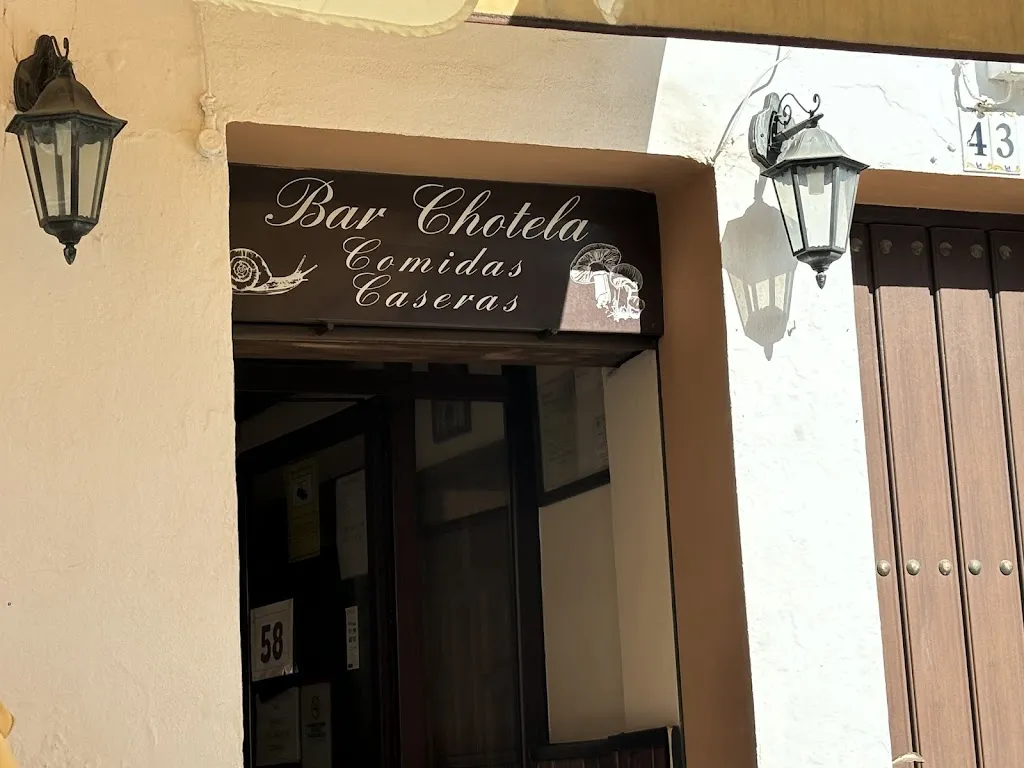 Bar Chotela
Comidas
Caseras
43
58